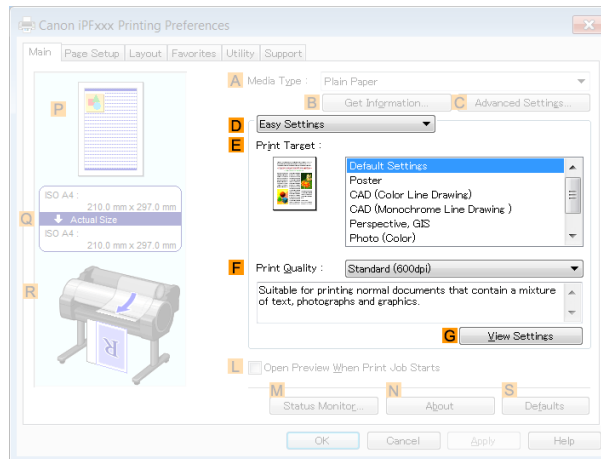 Canon iPFxxx Printing Preferences
Main Page Setup Layout Favorites Utility Support
A Media Type : Plain Paper
P
B Get Information... C Advanced Settings...
D Easy Settings
E Print Target :
Default Settings
Poster
CAD (Color Line Drawing)
CAD (Monochrome Line Drawing )
Perspective, GIS
Photo (Color)
ISO A4 :
210.0 mm x 297.0 mm
Q Actual Size
ISO A4 :
210.0 mm x 297.0 mm
F Print Quality : Standard (600dpi)
R
Suitable for printing normal documents that contain a mixture
of text, photographs and graphics.
G View Settings
L Open Preview When Print Job Starts
M N S
Status Monitor... About Defaults
OK Cancel Apply Help